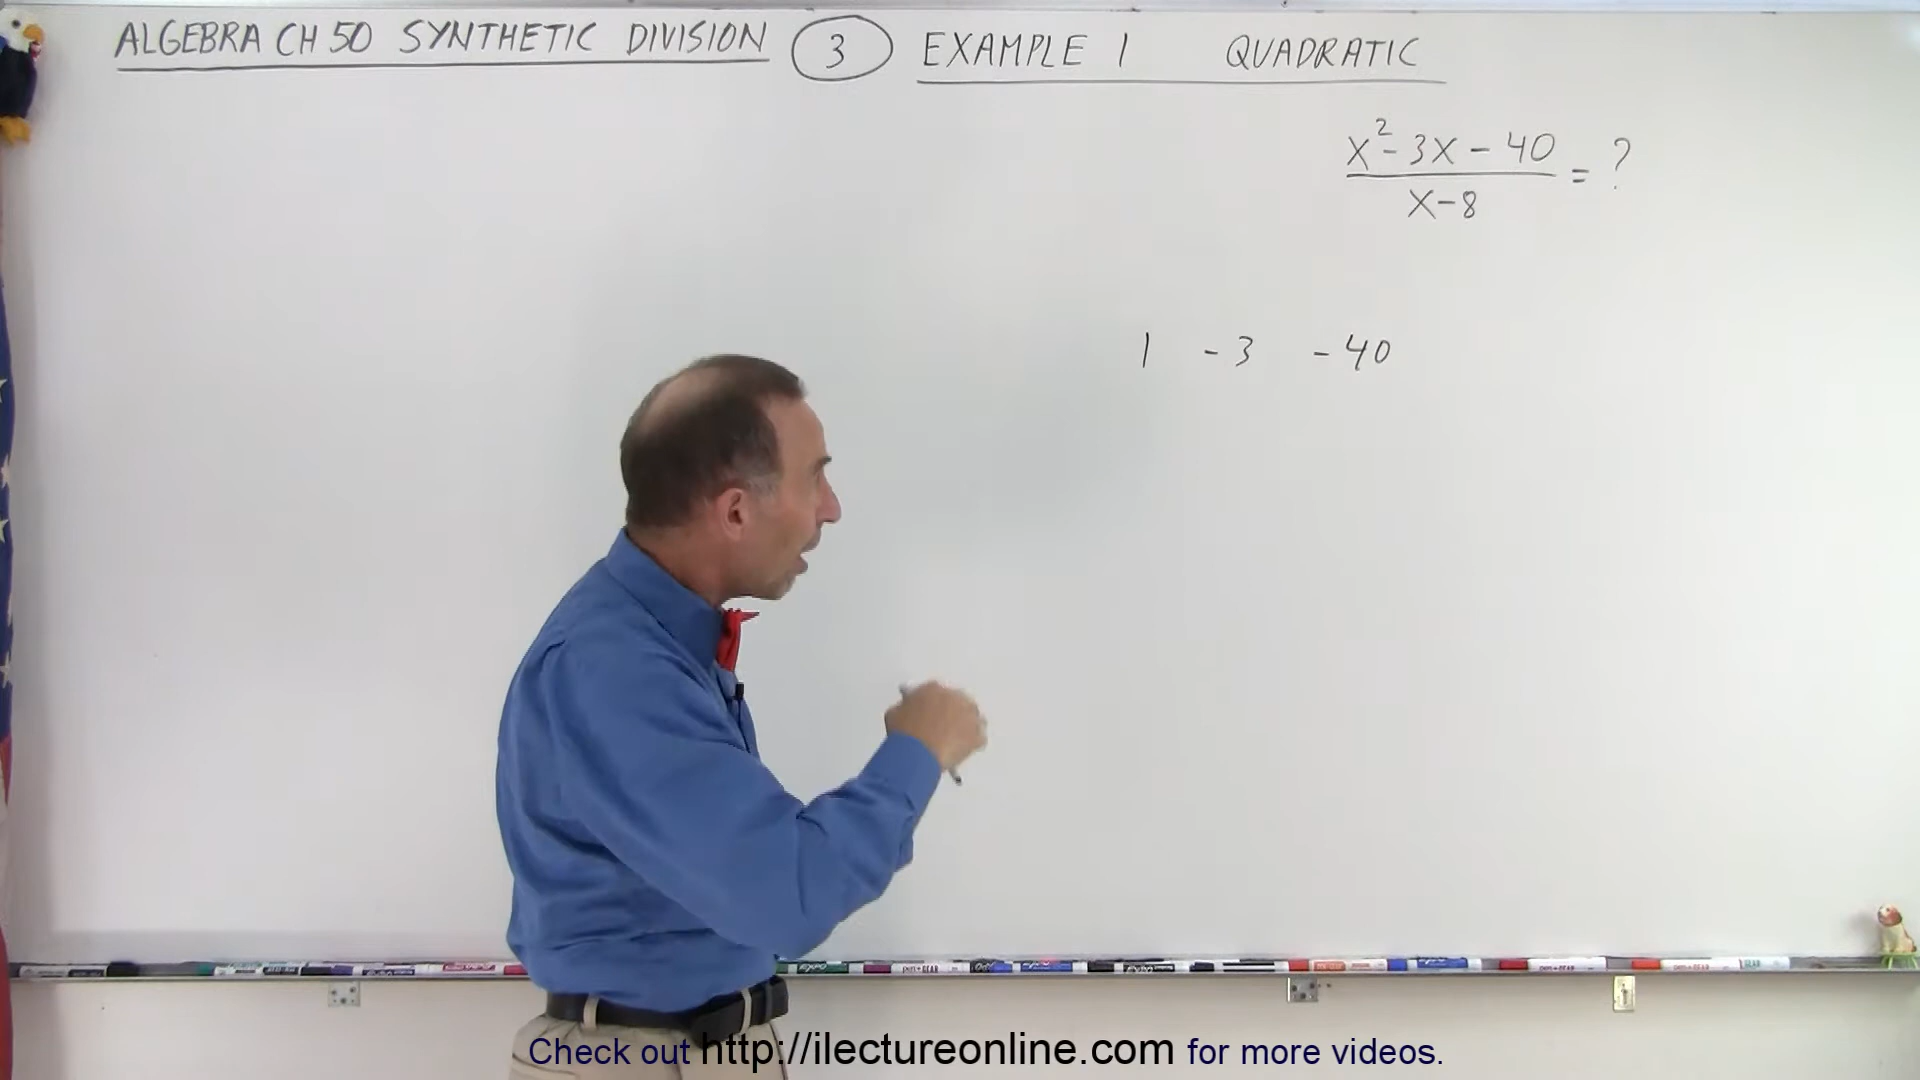 ALGEBRA CH 50 SYNTHETIC DIVISION 3 EXAMPLE 1 QUADRATIC
x² - 3x - 40
= ?
x - 8
1 - 3 - 40
Check out http://ilectureonline.com for more videos.